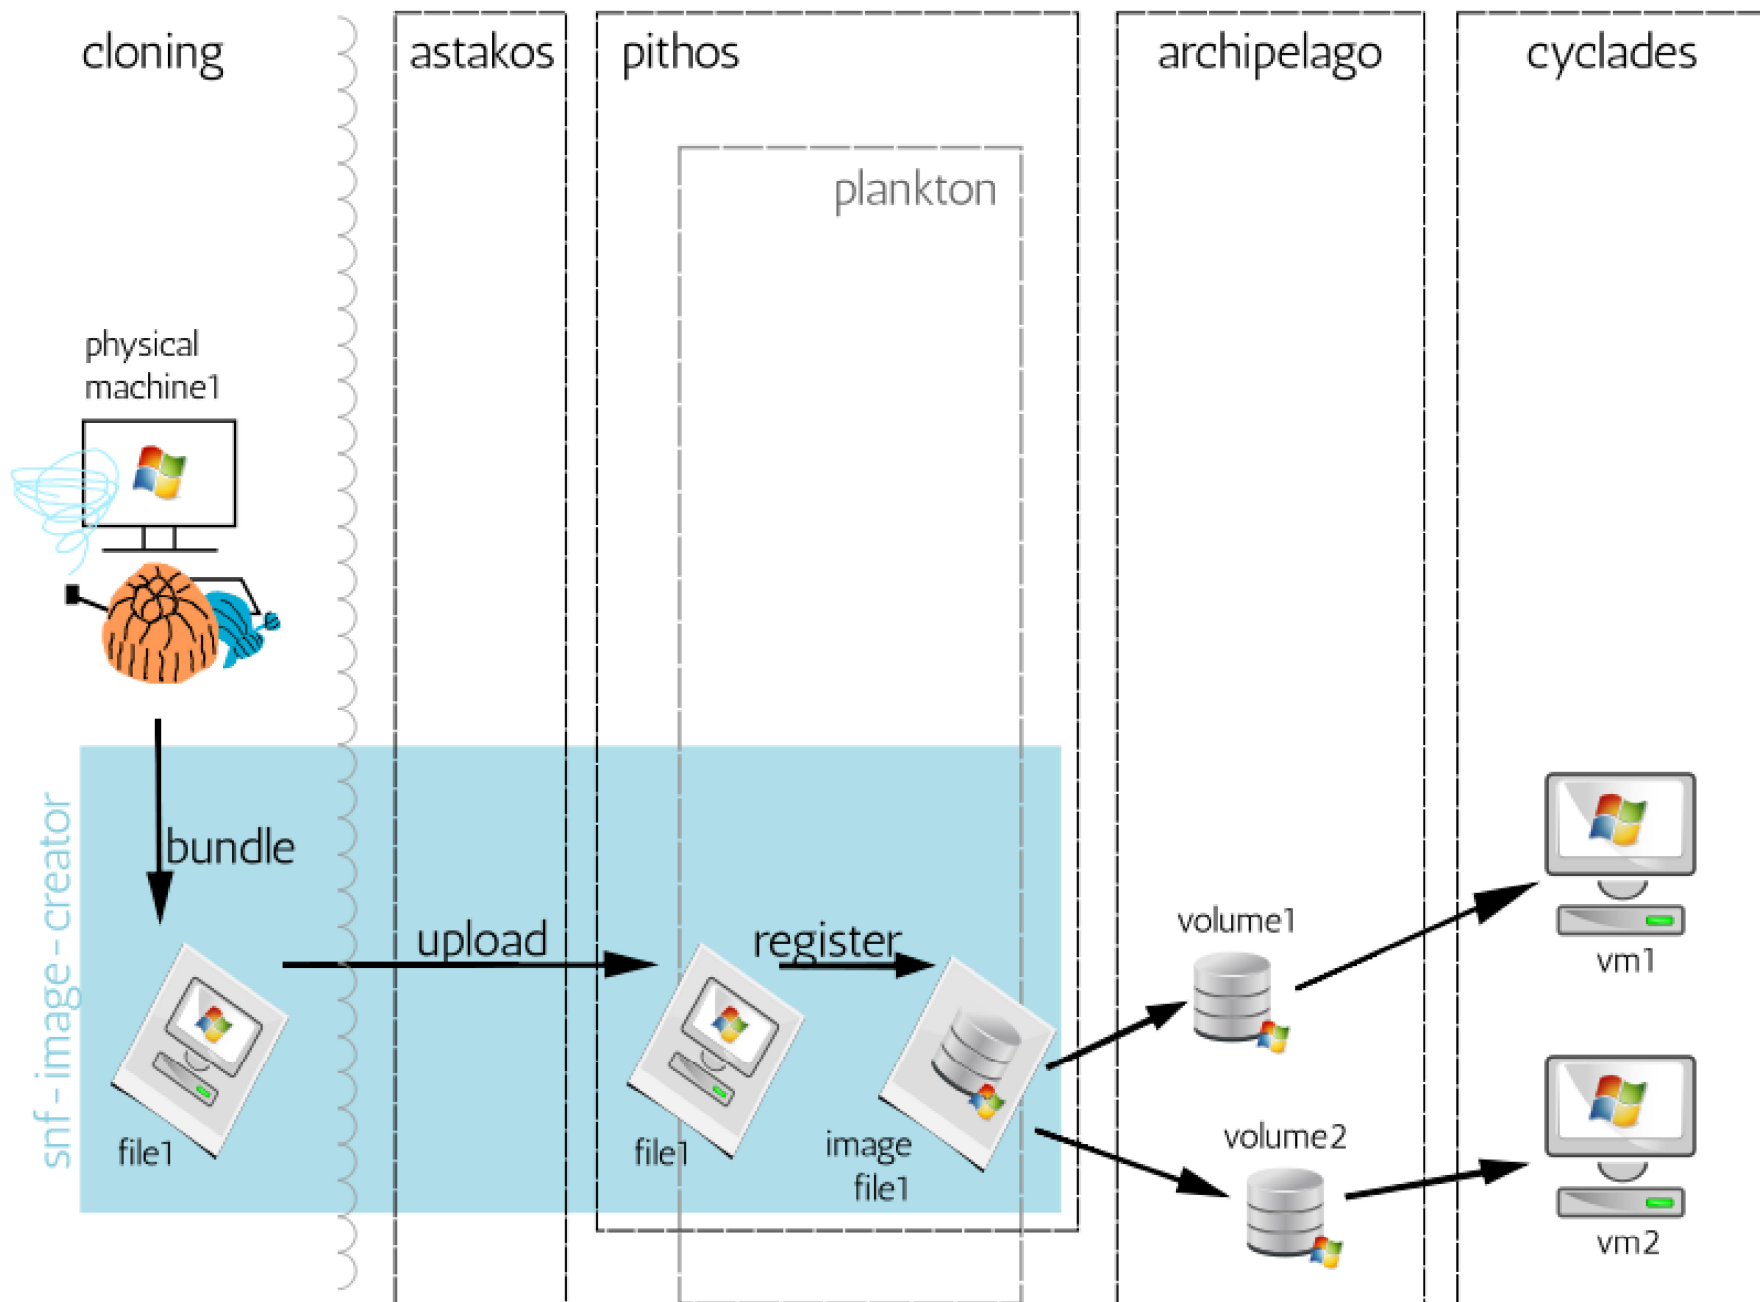 cloning
astakos
pithos
archipelago
cyclades
plankton
physical
machine1
snf-image-creator
bundle
upload
register
file1
file1
image
file1
volume1
volume2
vm1
vm2